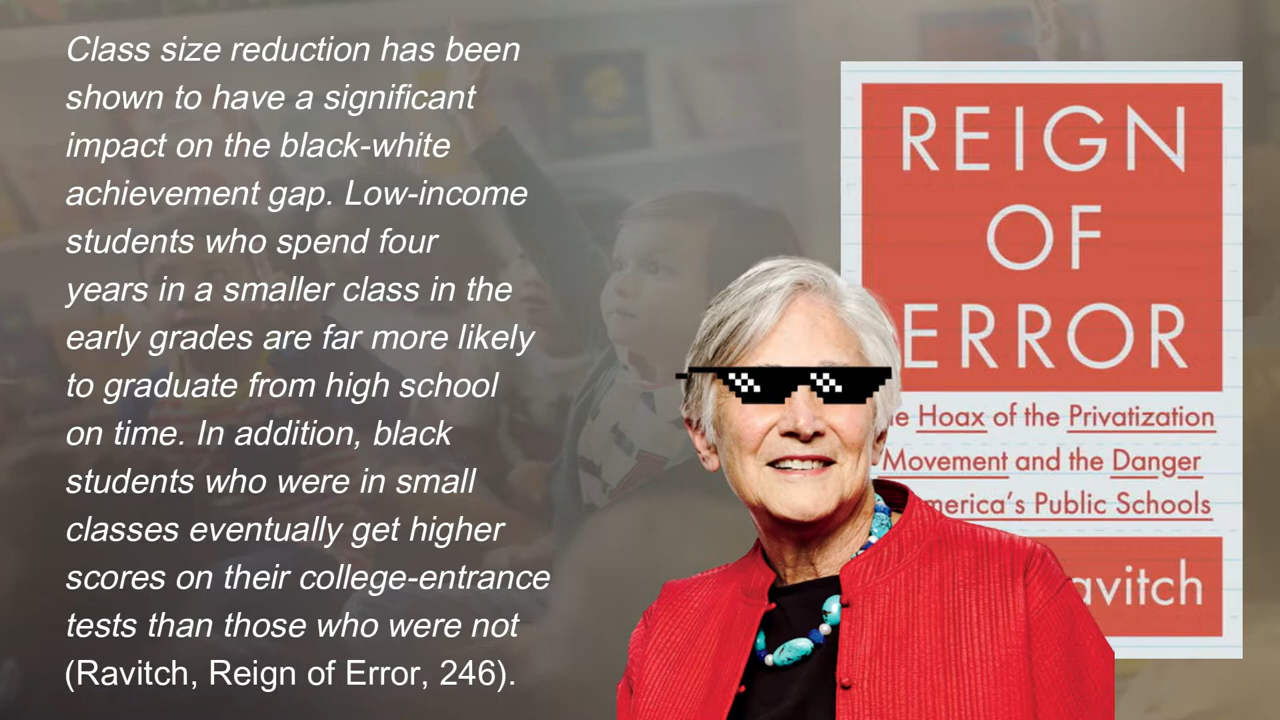 Class size reduction has been
shown to have a significant
impact on the black-white
achievement gap. Low-income
students who spend four
years in a smaller class in the
early grades are far more likely
to graduate from high school
on time. In addition, black
students who were in small
classes eventually get higher
scores on their college-entrance
tests than those who were not
(Ravitch, Reign of Error, 246).
REIGN
OF
ERROR
Hoax of the Privatization
Movement and the Danger
Public Schools